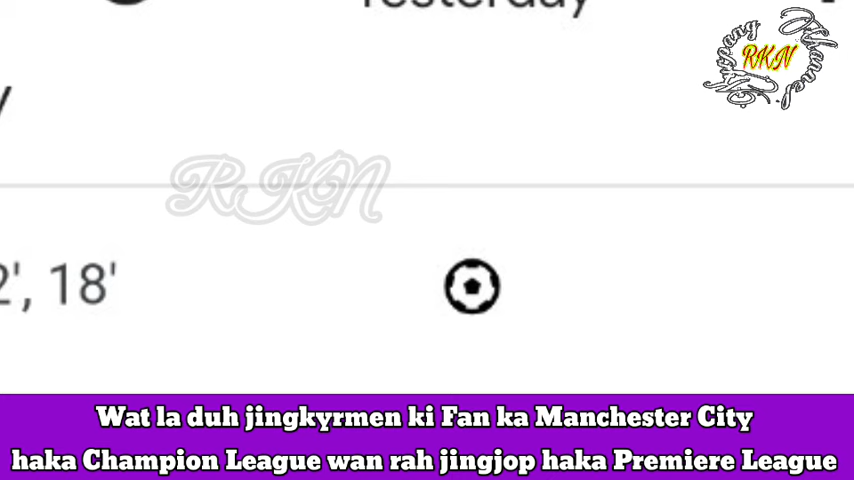 Yesterday
RKN
RKN
2', 18'
Wat la duh jingkyrmen ki Fan ka Manchester City
haka Champion League wan rah jingjop haka Premiere League